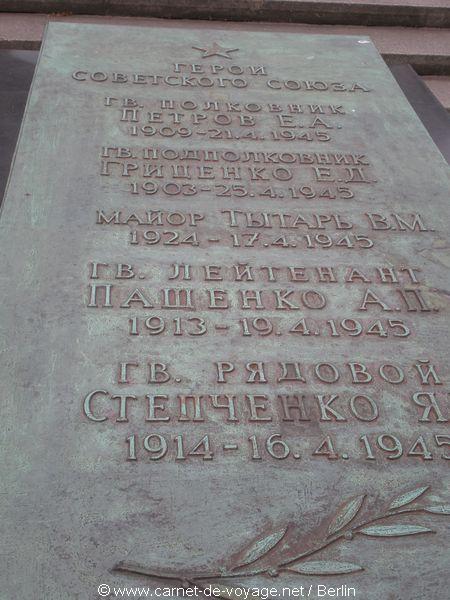 ГЕРОИ
СОВЕТСКОГО СОЮЗА
ГВ. ПОЛКОВНИК
ПЕТРОВ Е.А.
1909-21.4.1945
ГВ. ПОДПОЛКОВНИК
ГРИЦЕНКО Е.Д.
1903-25.4.1945
МАЙОР ТЫТАРЬ В.М.
1924-17.4.1945
ГВ. ЛЕЙТЕНАНТ
ПАШЕНКО А.П.
1913-19.4.1945
ГВ. РЯДОВОЙ
СТЕПЧЕНКО Я.
1914-16.4.1945
© www.carnet-de-voyage.net / Berlin